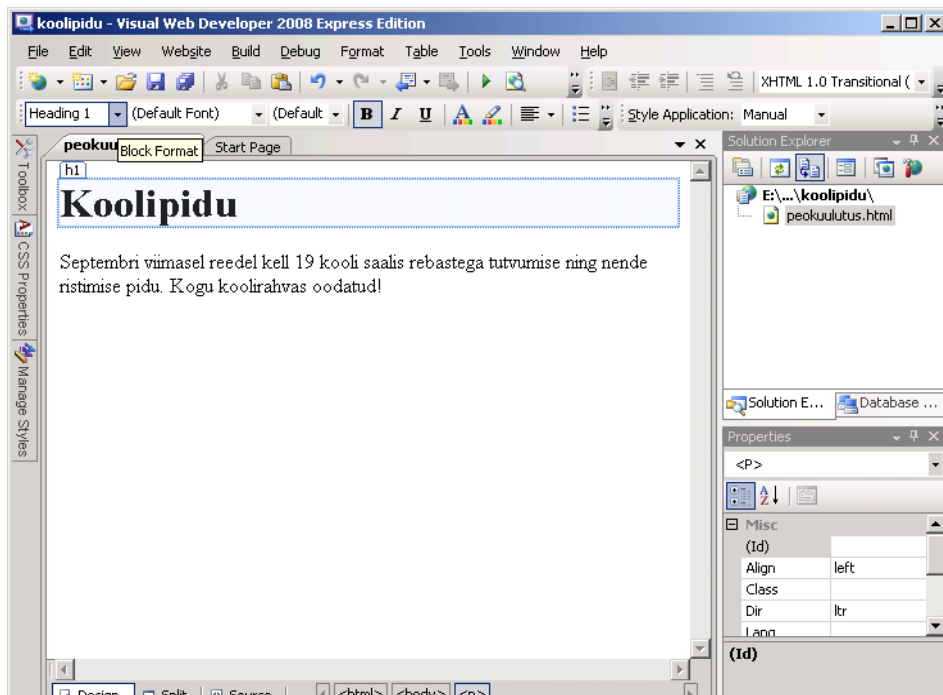 koolipidu - Visual Web Developer 2008 Express Edition
File Edit View Website Build Debug Format Table Tools Window Help
XHTML 1.0 Transitional (
Heading 1 (Default Font) (Default B I U A Style Application: Manual
peokuu Start Page
Block Format
Solution Explorer
Toolbox
CSS Properties
Manage Styles
h1
Koolipidu
Septembri viimasel reedel kell 19 kooli saalis rebastega tutvumise ning nende
ristimise pidu. Kogu koolirahvas oodatud!
E:\...\koolipidu\
peokuulutus.html
Solution E... Database ...
Properties
<P>
Misc
(Id)
Align left
Class
Dir ltr
Lang
(Id)
Design Split Source <html> <body> <p>